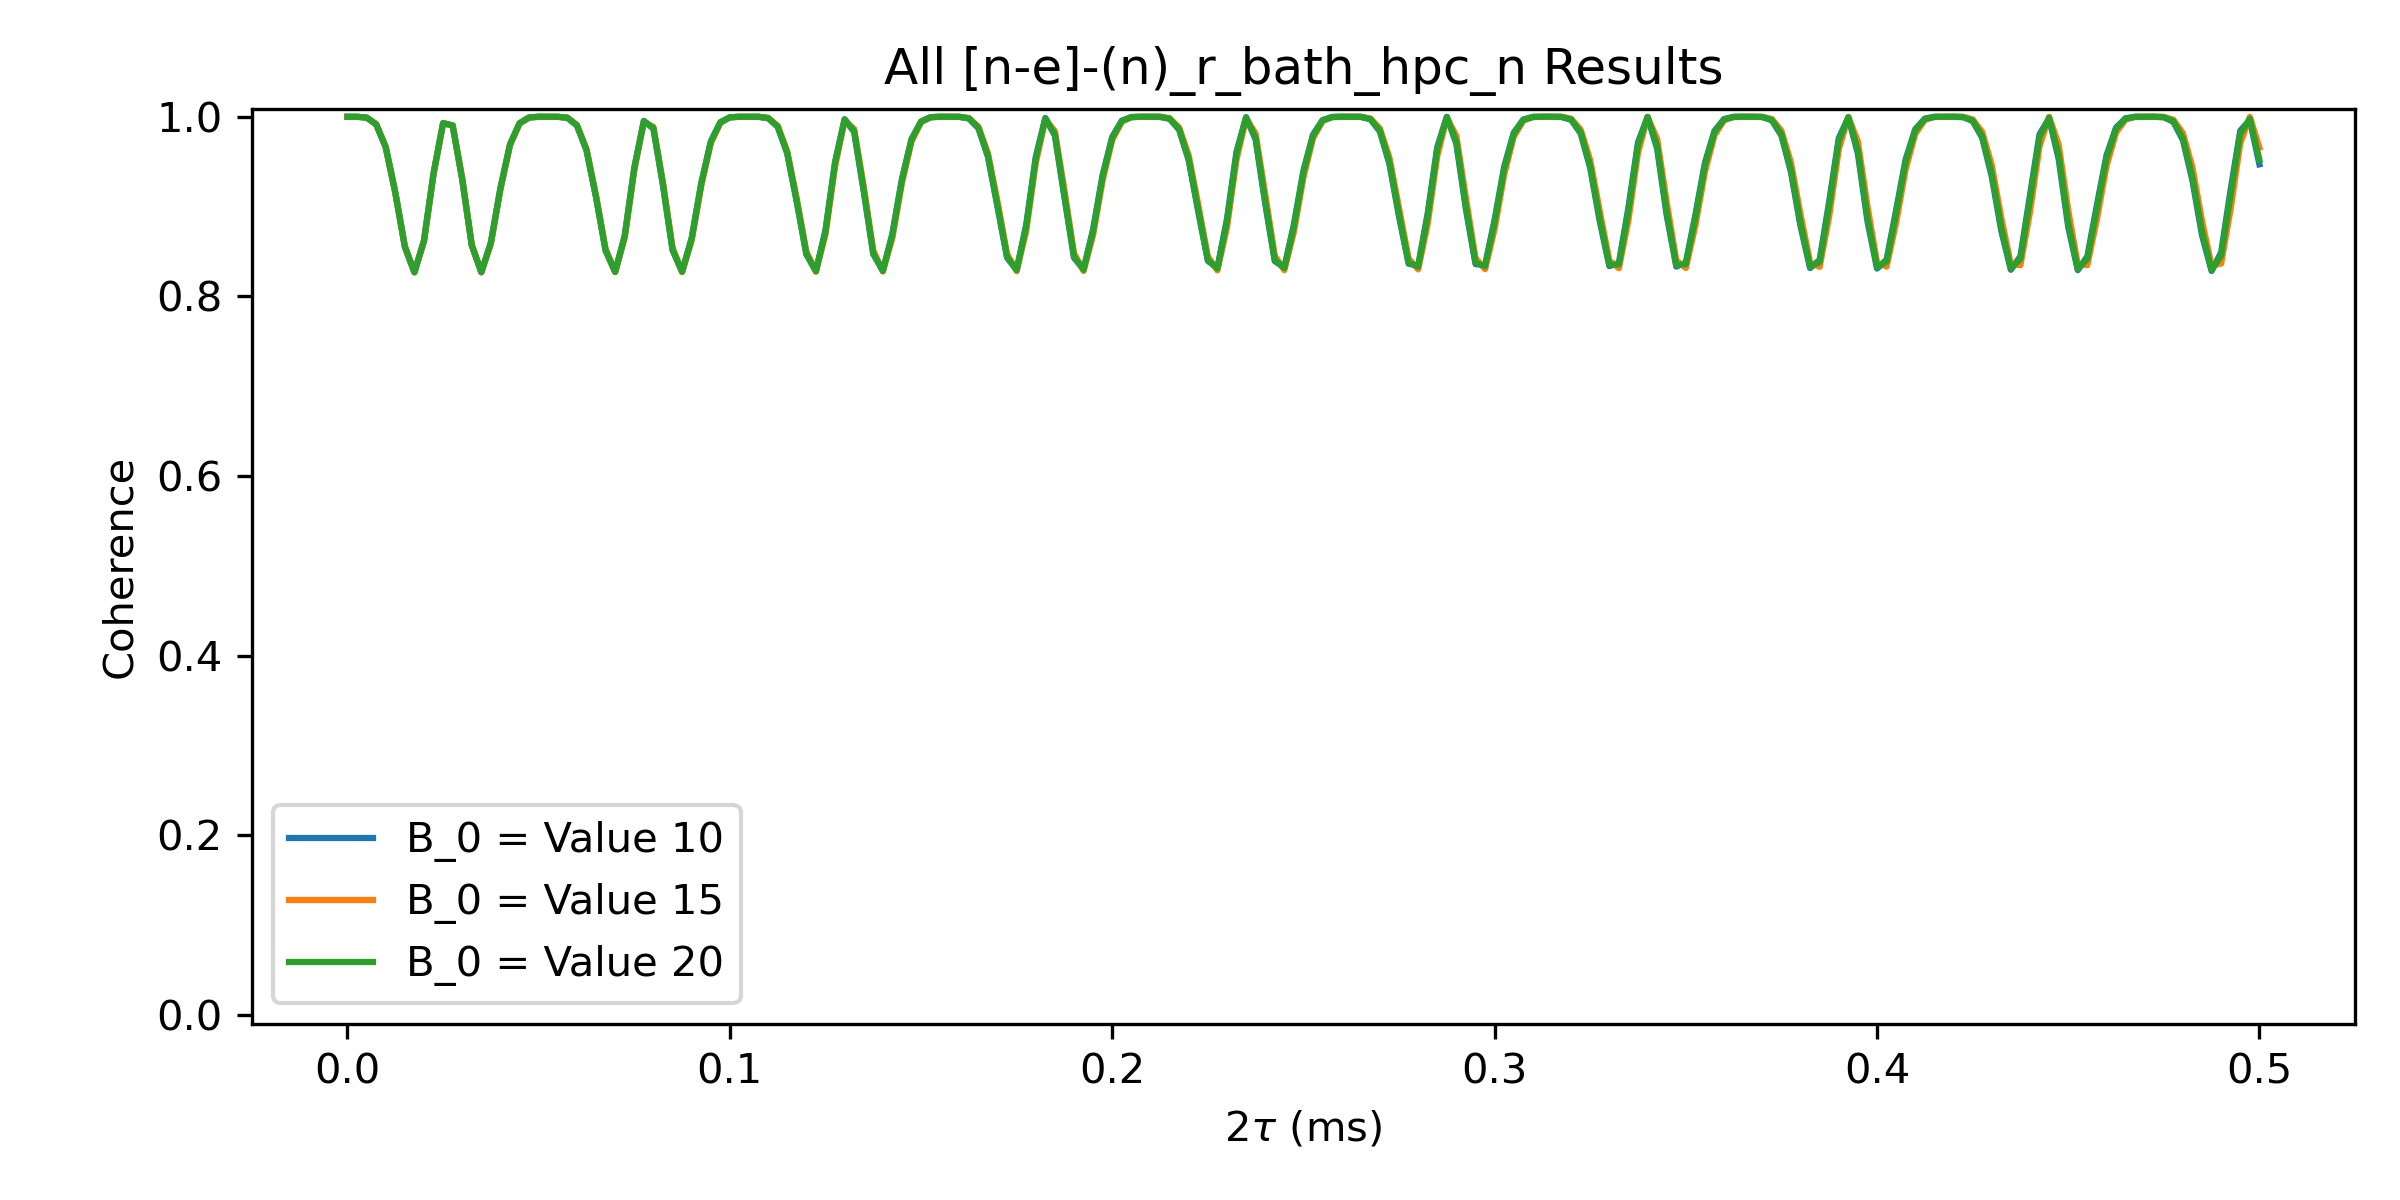 All [n-e]-(n)_r_bath_hpc_n Results
1.0
0.8
0.6
0.4
0.2
0.0
Coherence
B_0 = Value 10
B_0 = Value 15
B_0 = Value 20
0.0 0.1 0.2 0.3 0.4 0.5
2τ (ms)